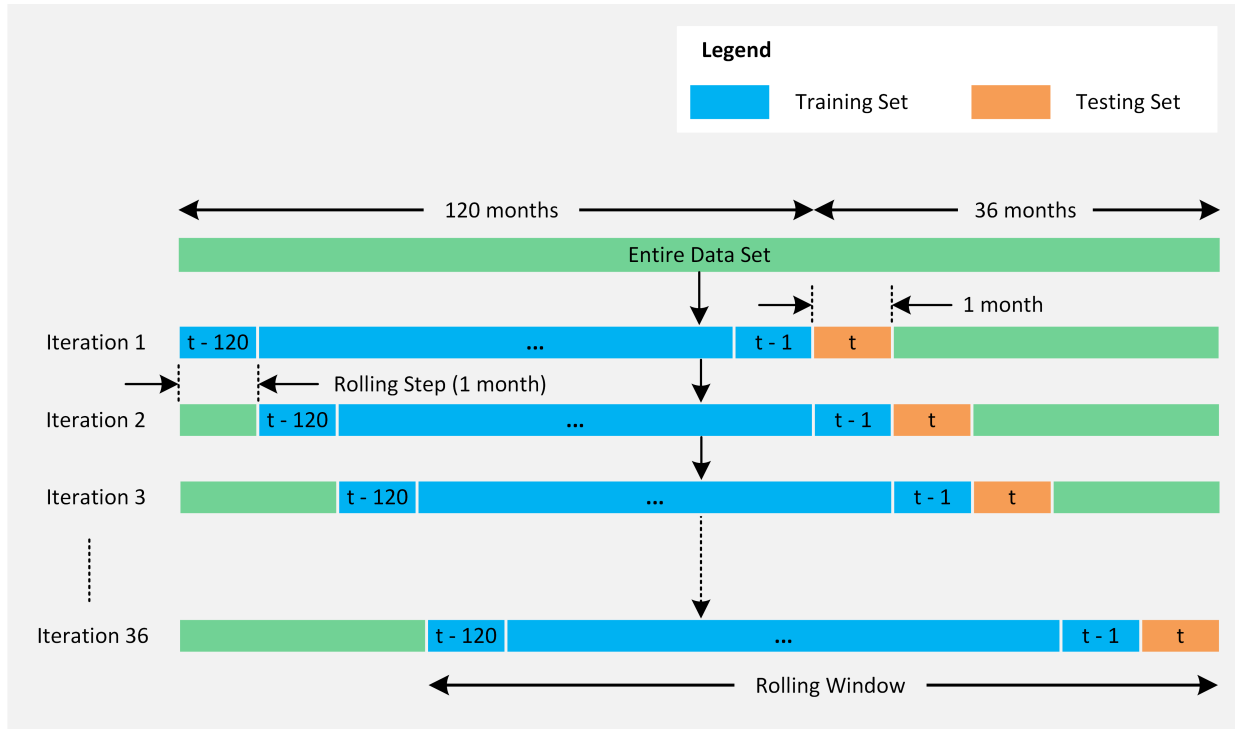 Legend
Training Set Testing Set
120 months 36 months
Entire Data Set
1 month
Iteration 1 t - 120 ... t - 1 t
Rolling Step (1 month)
Iteration 2 t - 120 ... t - 1 t
Iteration 3 t - 120 ... t - 1 t
Iteration 36 t - 120 ... t - 1 t
Rolling Window